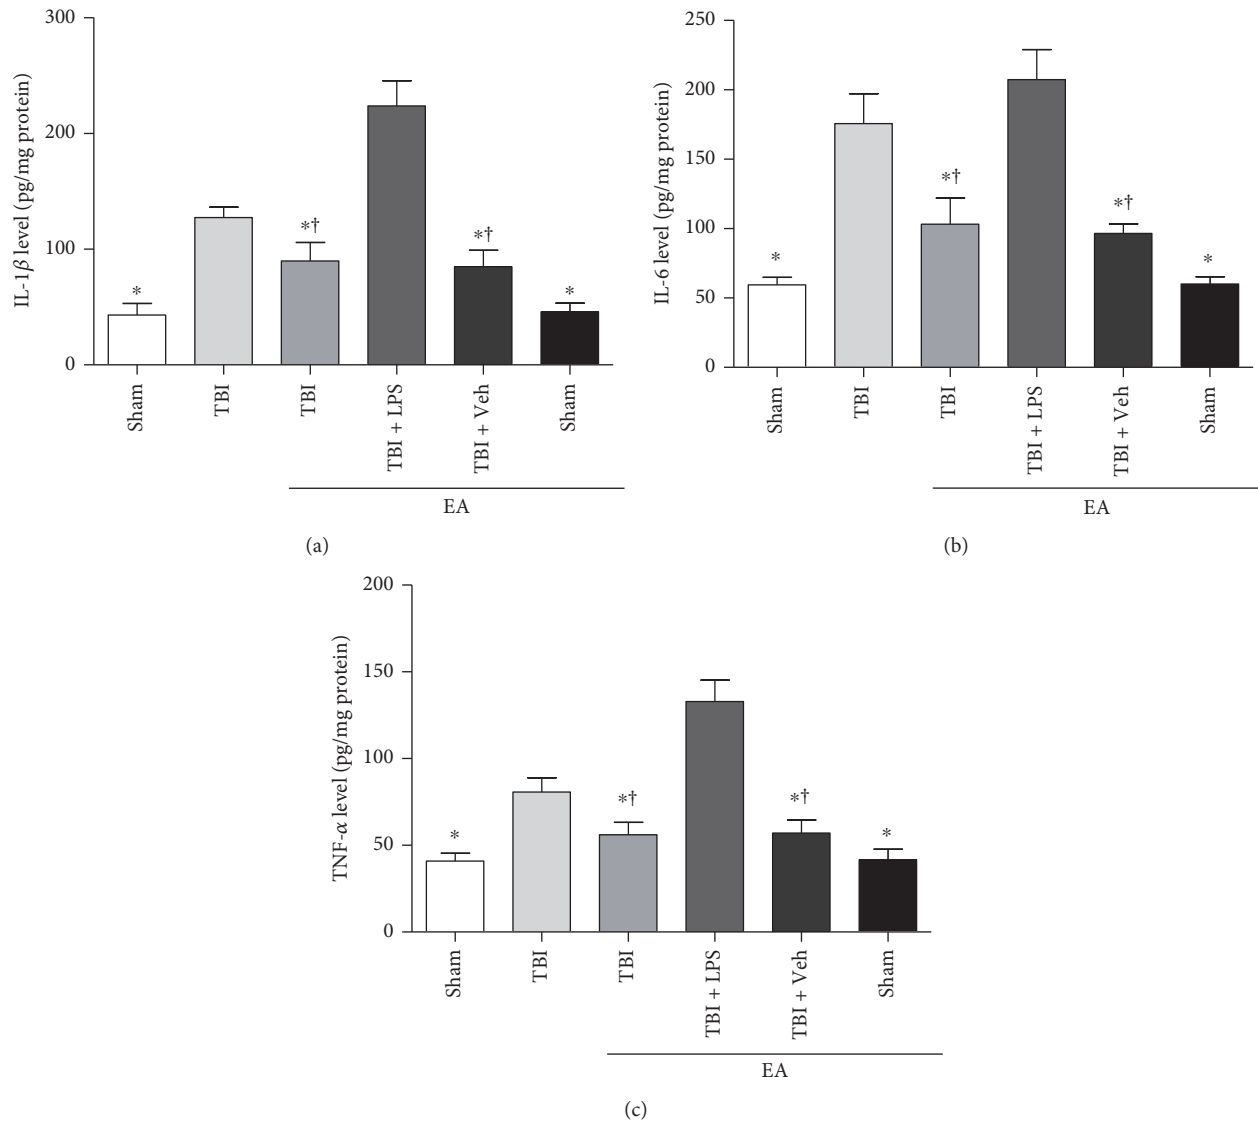 300
200
100
0
IL-1β level (pg/mg protein)
*
*†
*†
*
Sham
TBI
TBI
TBI + LPS
TBI + Veh
Sham
EA
(a)
250
200
150
100
50
0
IL-6 level (pg/mg protein)
*
*†
*†
*
Sham
TBI
TBI
TBI + LPS
TBI + Veh
Sham
EA
(b)
200
150
100
50
0
TNF-α level (pg/mg protein)
*
*†
*†
*
Sham
TBI
TBI
TBI + LPS
TBI + Veh
Sham
EA
(c)